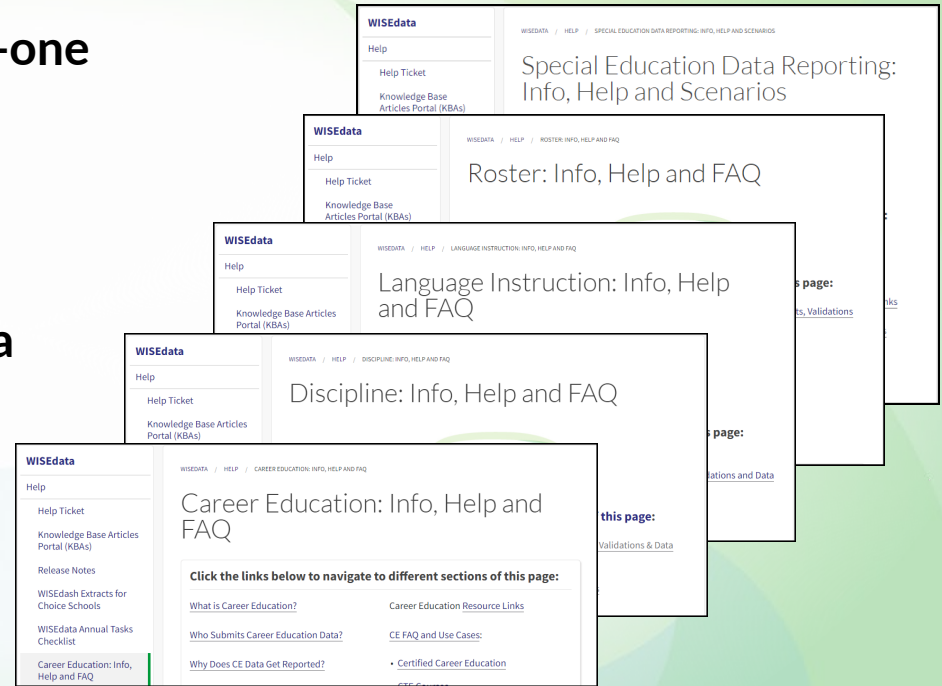 -one
a
WISEdata
Help
Help Ticket
Knowledge Base
Articles Portal (KBAs)
WISEDATA / HELP / SPECIAL EDUCATION DATA REPORTING: INFO, HELP AND SCENARIOS
Special Education Data Reporting:
Info, Help and Scenarios
nks
WISEdata
Help
Help Ticket
Knowledge Base
Articles Portal (KBAs)
WISEDATA / HELP / ROSTER: INFO, HELP AND FAQ
Roster: Info, Help and FAQ
s page:
ts, Validations
WISEdata
Help
Help Ticket
Knowledge Base Articles
Portal (KBAs)
WISEDATA / HELP / LANGUAGE INSTRUCTION: INFO, HELP AND FAQ
Language Instruction: Info, Help
and FAQ
s page:
dations and Data
WISEdata
Help
Help Ticket
Knowledge Base Articles
Portal (KBAs)
WISEDATA / HELP / DISCIPLINE: INFO, HELP AND FAQ
Discipline: Info, Help and FAQ
this page:
Validations & Data
WISEdata
Help
Help Ticket
Knowledge Base Articles
Portal (KBAs)
Release Notes
WISEdash Extracts for
Choice Schools
WISEdata Annual Tasks
Checklist
Career Education: Info,
Help and FAQ
WISEDATA / HELP / CAREER EDUCATION: INFO, HELP AND FAQ
Career Education: Info, Help and
FAQ
Click the links below to navigate to different sections of this page:
What is Career Education?
Who Submits Career Education Data?
Why Does CE Data Get Reported?
Career Education Resource Links
CE FAQ and Use Cases:
• Certified Career Education